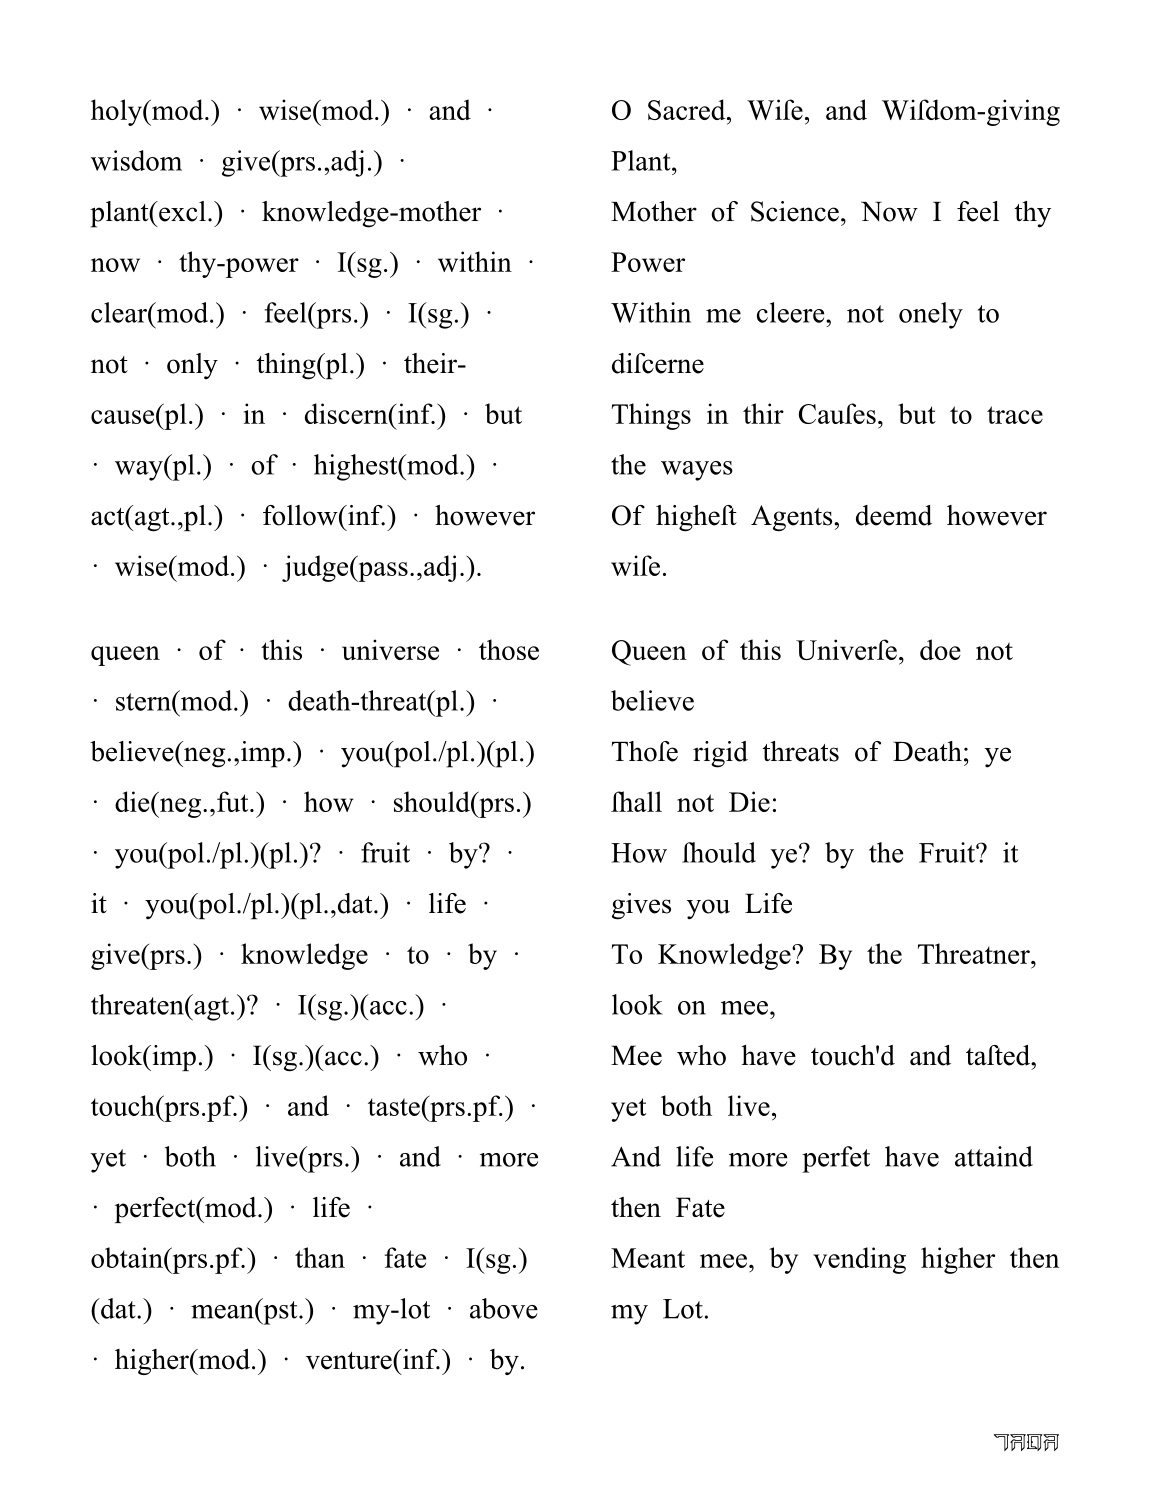 holy(mod.) · wise(mod.) · and ·
wisdom · give(prs.,adj.) ·
plant(excl.) · knowledge-mother ·
now · thy-power · I(sg.) · within ·
clear(mod.) · feel(prs.) · I(sg.) ·
not · only · thing(pl.) · their-
cause(pl.) · in · discern(inf.) · but
· way(pl.) · of · highest(mod.) ·
act(agt.,pl.) · follow(inf.) · however
· wise(mod.) · judge(pass.,adj.).
queen · of · this · universe · those
· stern(mod.) · death-threat(pl.) ·
believe(neg.,imp.) · you(pol./pl.)(pl.)
· die(neg.,fut.) · how · should(prs.)
· you(pol./pl.)(pl.)? · fruit · by? ·
it · you(pol./pl.)(pl.,dat.) · life ·
give(prs.) · knowledge · to · by ·
threaten(agt.)? · I(sg.)(acc.) ·
look(imp.) · I(sg.)(acc.) · who ·
touch(prs.pf.) · and · taste(prs.pf.) ·
yet · both · live(prs.) · and · more
· perfect(mod.) · life ·
obtain(prs.pf.) · than · fate · I(sg.)
(dat.) · mean(pst.) · my-lot · above
· higher(mod.) · venture(inf.) · by.
O Sacred, Wiſe, and Wiſdom-giving
Plant,
Mother of Science, Now I feel thy
Power
Within me cleere, not onely to
diſcerne
Things in thir Cauſes, but to trace
the wayes
Of higheſt Agents, deemd however
wiſe.
Queen of this Univerſe, doe not
believe
Thoſe rigid threats of Death; ye
ſhall not Die:
How ſhould ye? by the Fruit? it
gives you Life
To Knowledge? By the Threatner,
look on mee,
Mee who have touch'd and taſted,
yet both live,
And life more perfet have attaind
then Fate
Meant mee, by vending higher then
my Lot.